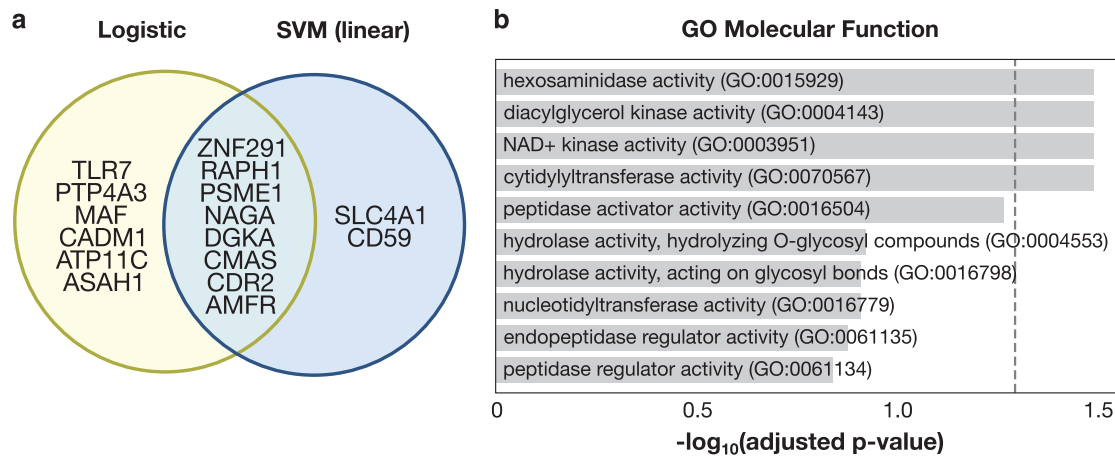 a
Logistic
SVM (linear)
TLR7
PTP4A3
MAF
CADM1
ATP11C
ASAH1
ZNF291
RAPH1
PSME1
NAGA
DGKA
CMAS
CDR2
AMFR
SLC4A1
CD59
b
GO Molecular Function
hexosaminidase activity (GO:0015929)
diacylglycerol kinase activity (GO:0004143)
NAD+ kinase activity (GO:0003951)
cytidylyltransferase activity (GO:0070567)
peptidase activator activity (GO:0016504)
hydrolase activity, hydrolyzing O-glycosyl compounds (GO:0004553)
hydrolase activity, acting on glycosyl bonds (GO:0016798)
nucleotidyltransferase activity (GO:0016779)
endopeptidase regulator activity (GO:0061135)
peptidase regulator activity (GO:0061134)
0 0.5 1.0 1.5
-log₁₀(adjusted p-value)